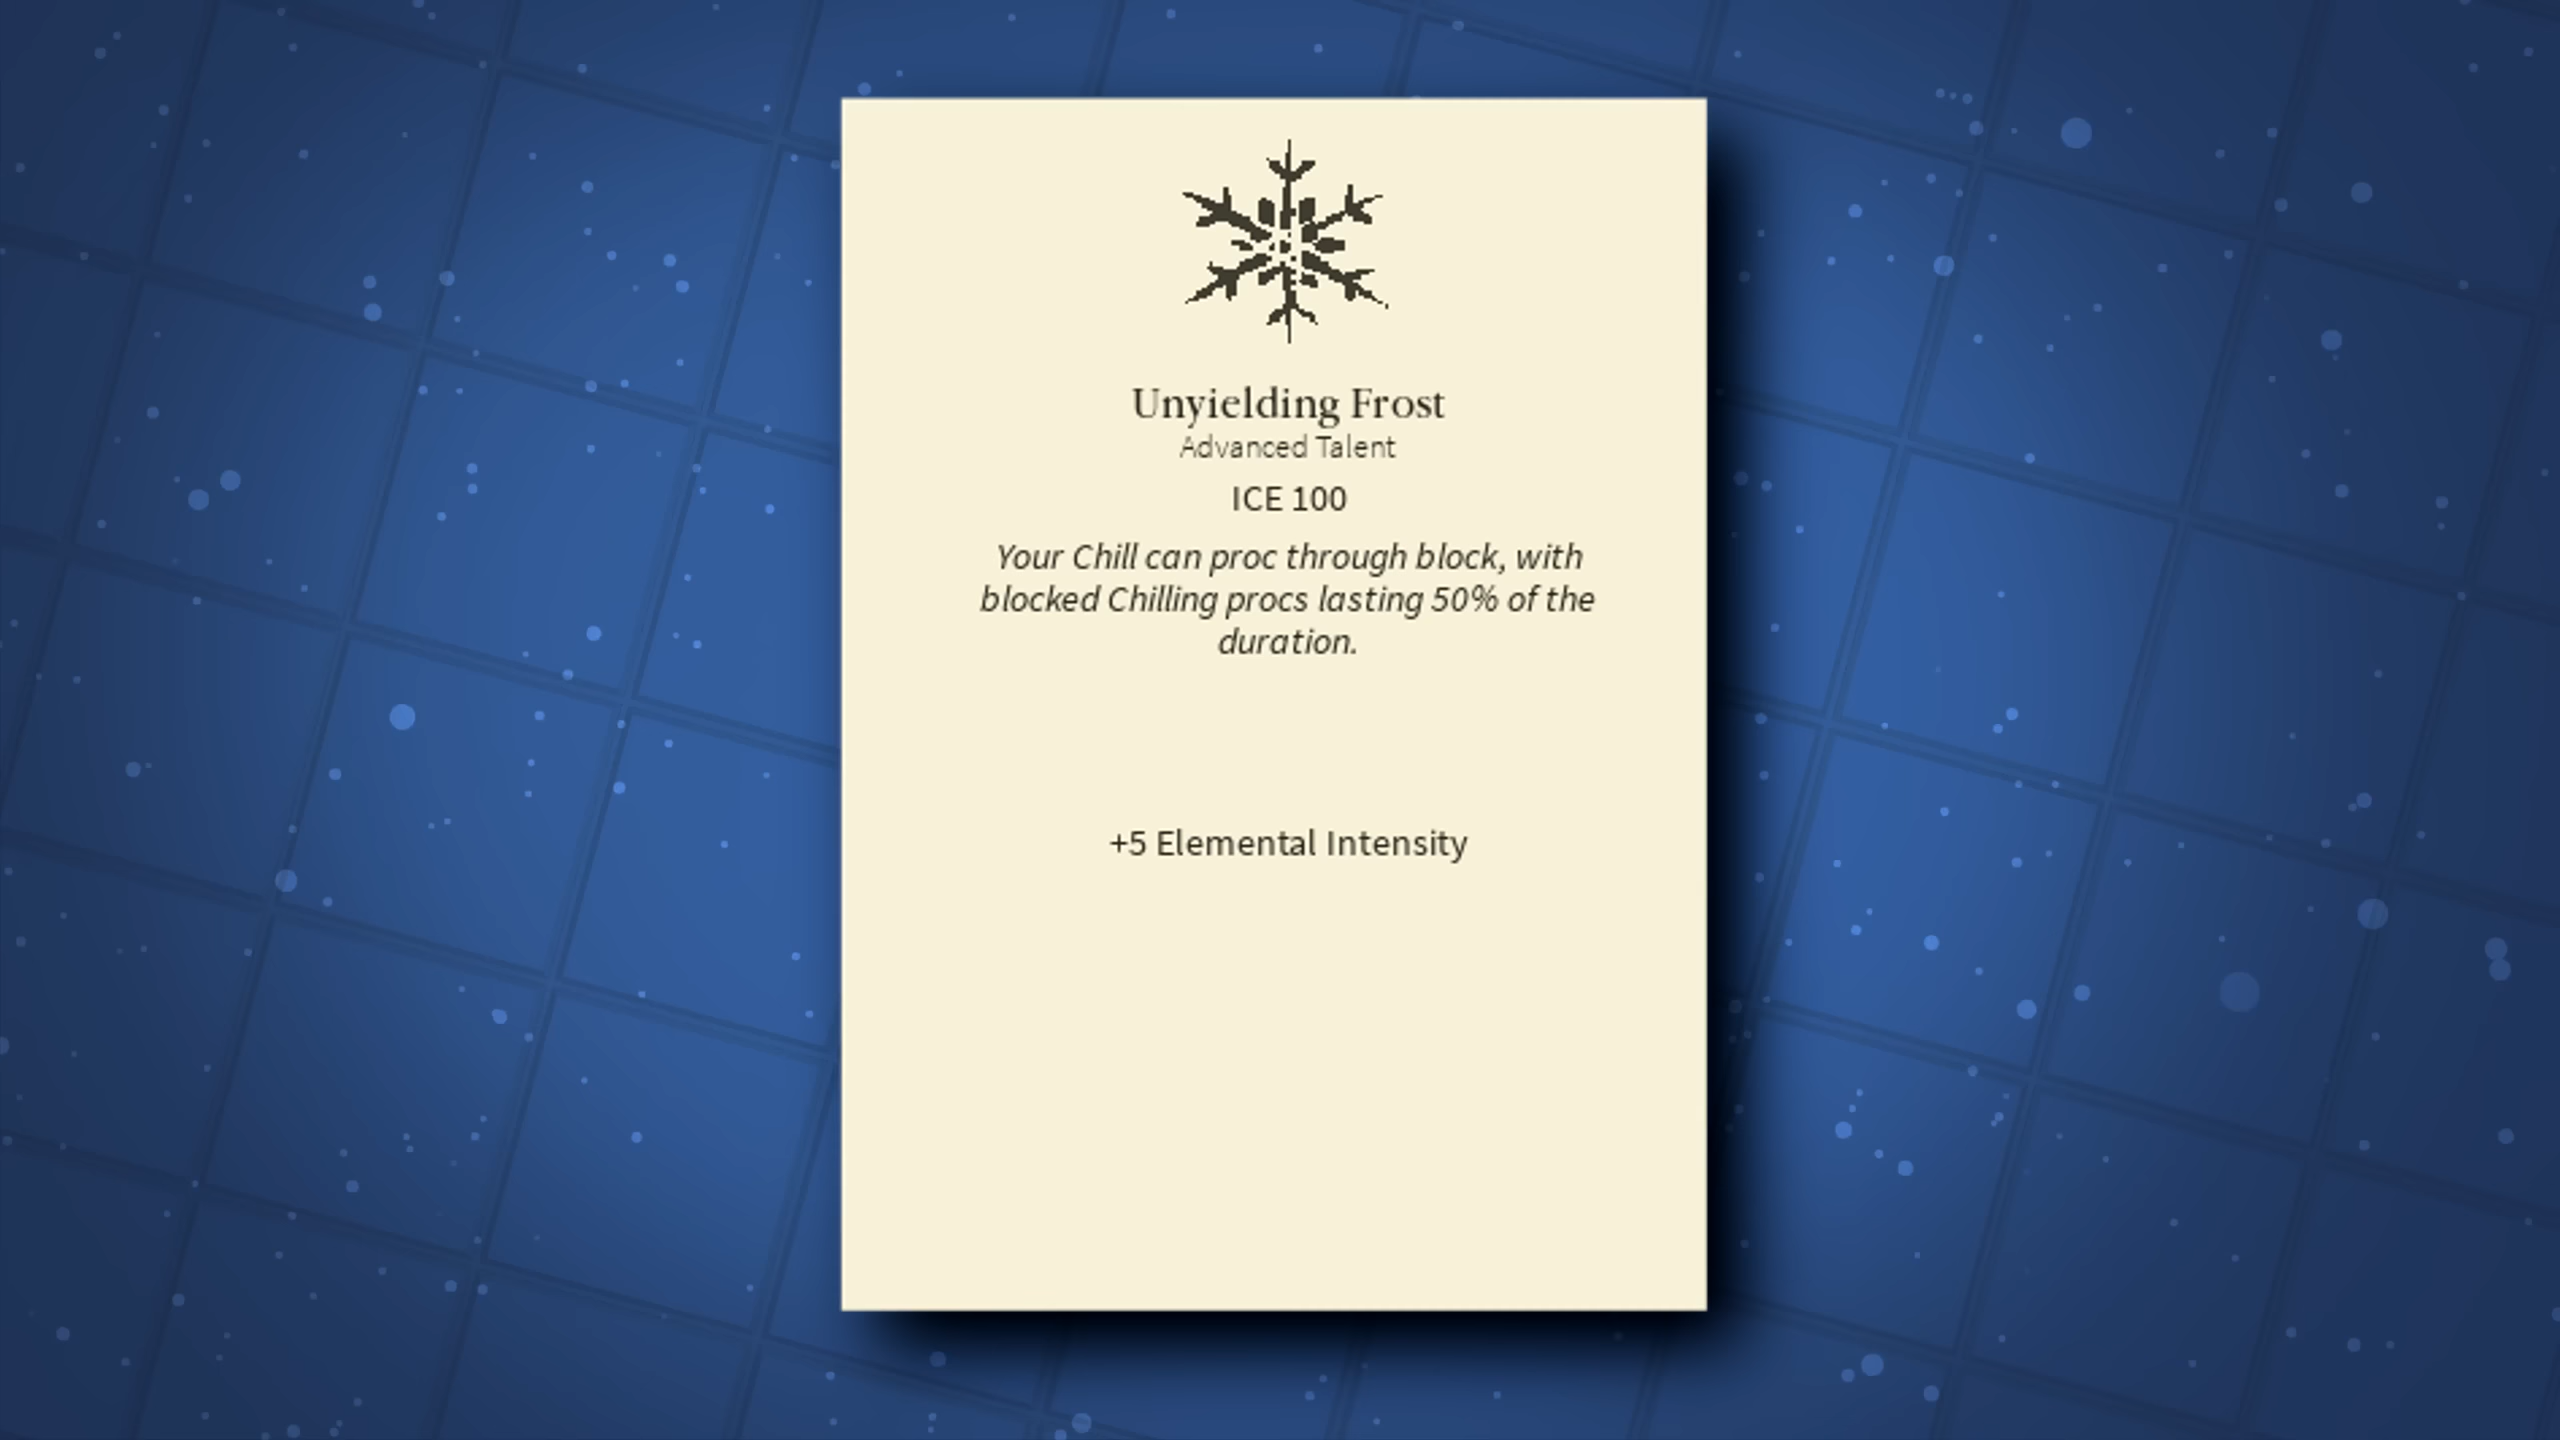 Unyielding Frost
Advanced Talent
ICE 100
Your Chill can proc through block, with
blocked Chilling procs lasting 50% of the
duration.
+5 Elemental Intensity